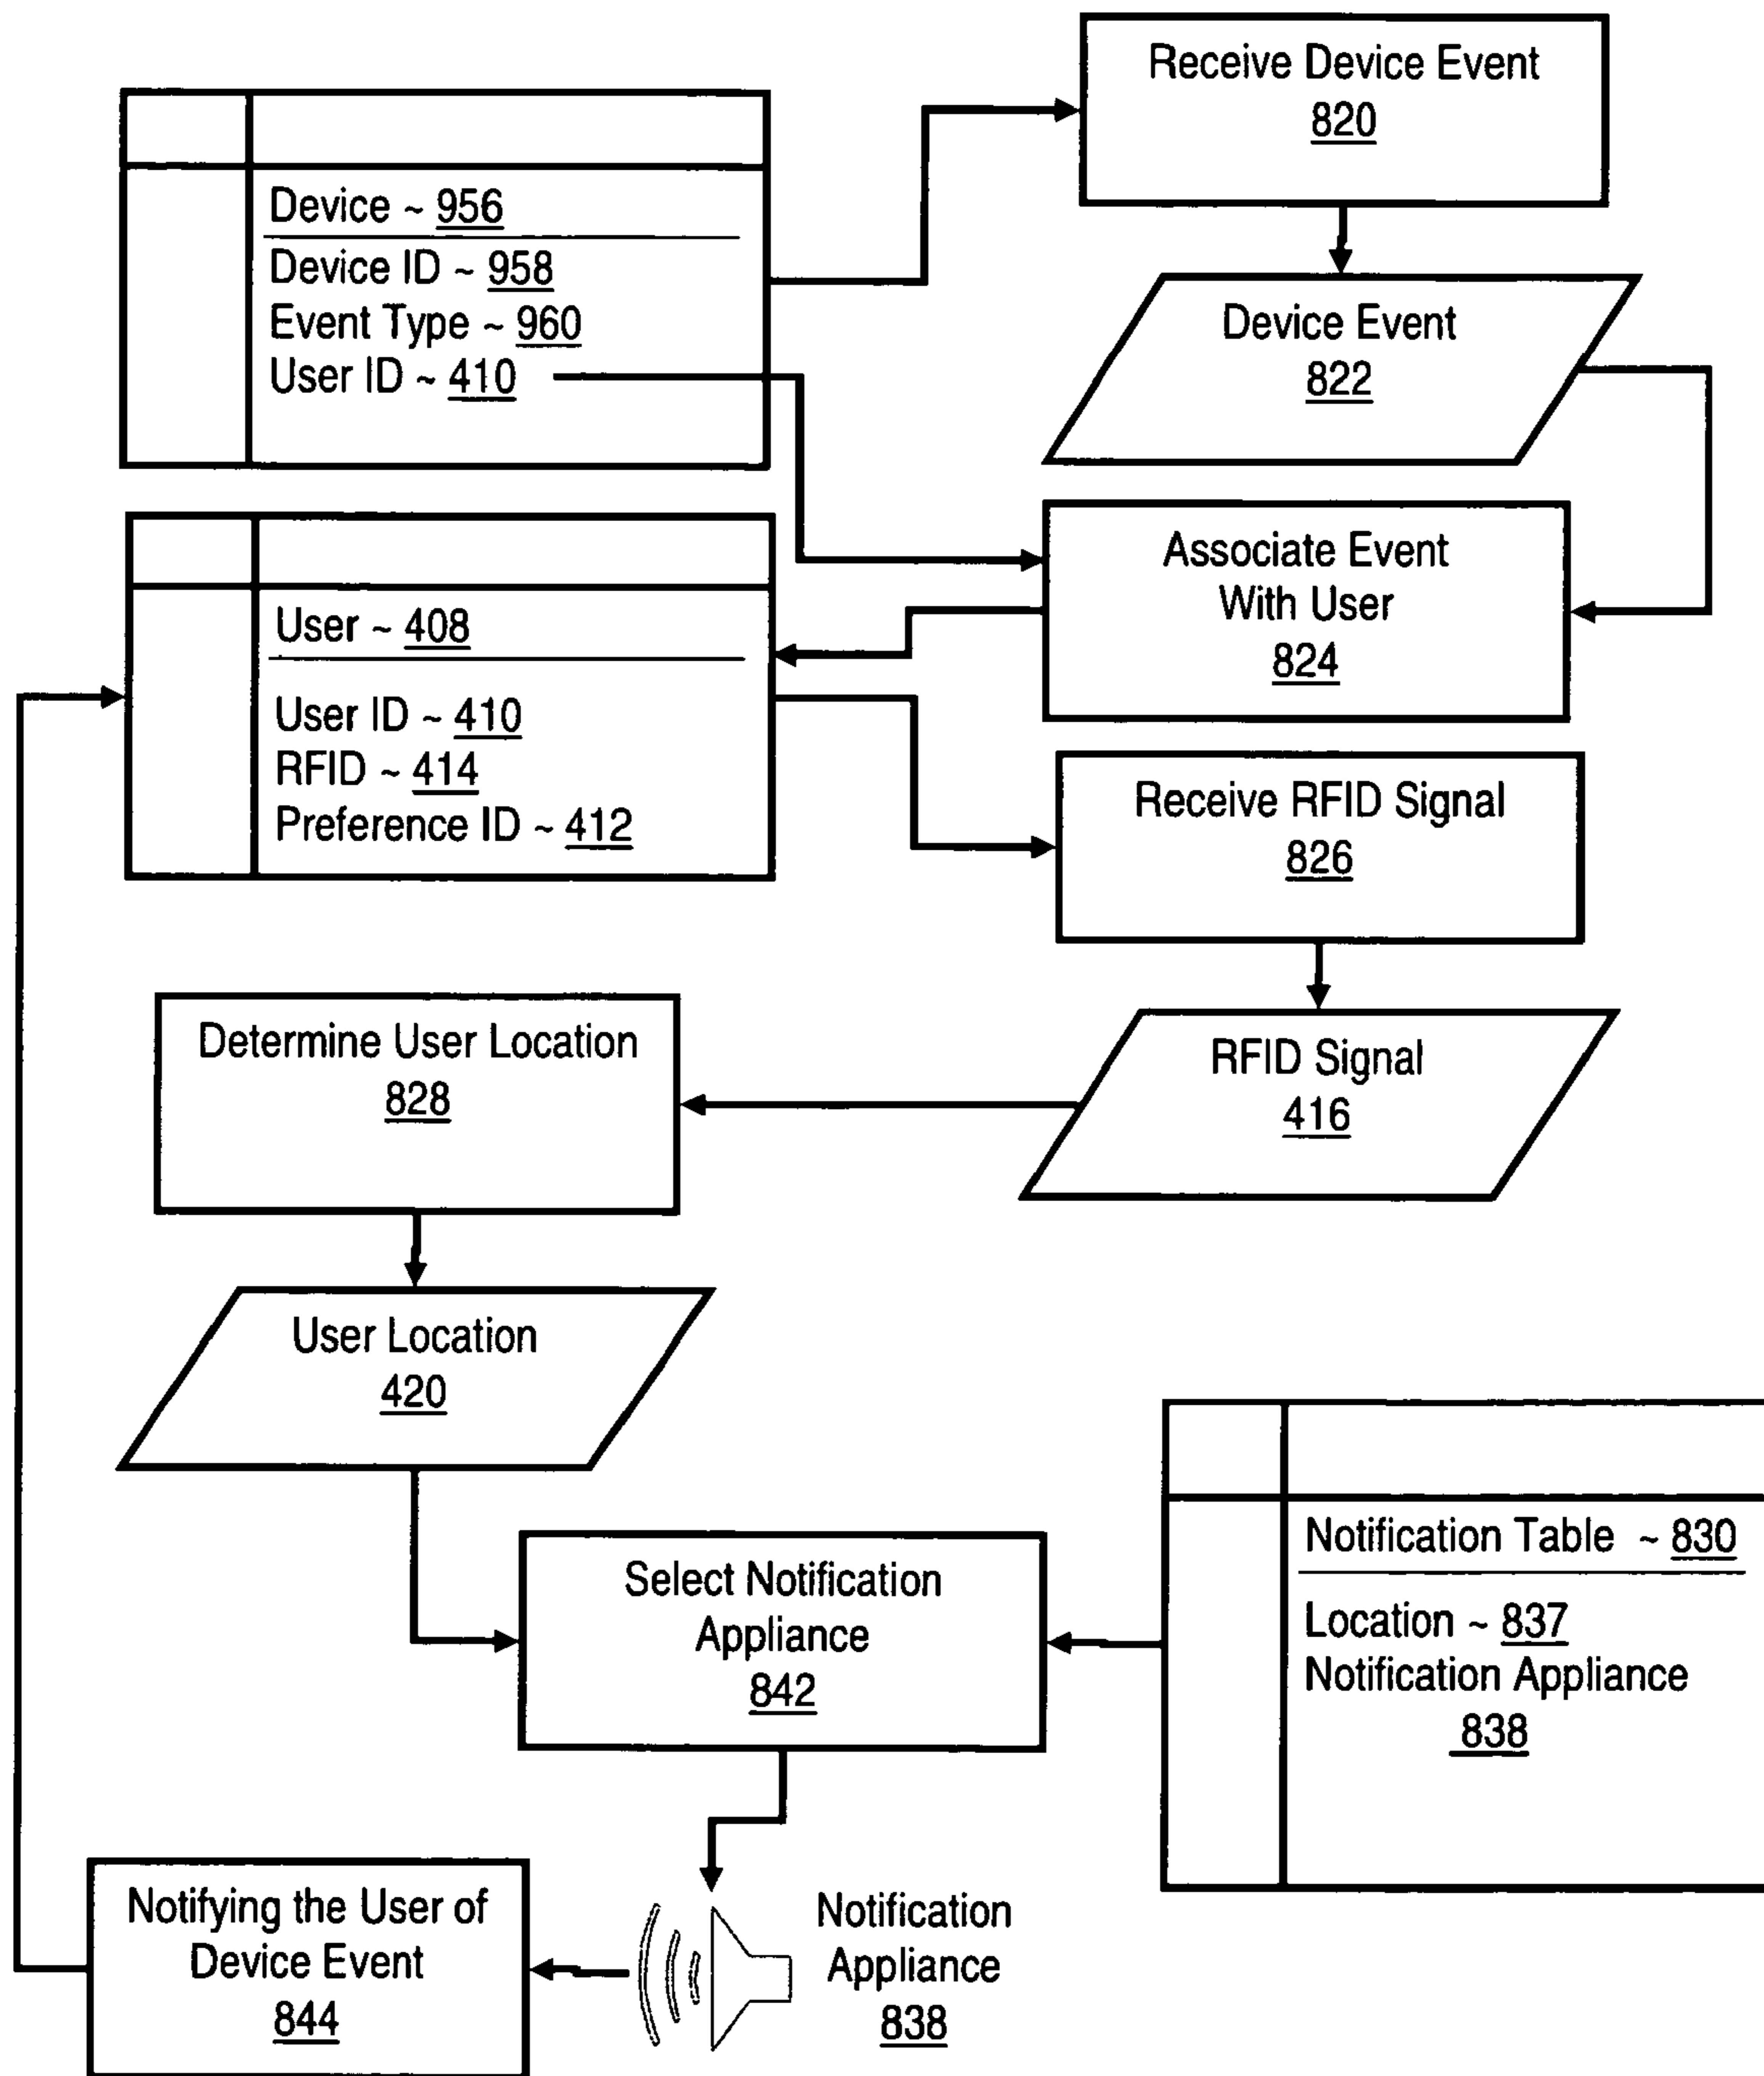 Receive Device Event
820
Device ~ 956
Device ID ~ 958
Event Type ~ 960
User ID ~ 410
Device Event
822
Associate Event
With User
824
User ~ 408
User ID ~ 410
RFID ~ 414
Preference ID ~ 412
Receive RFID Signal
826
Determine User Location
828
RFID Signal
416
User Location
420
Notification Table ~ 830
Location ~ 837
Notification Appliance
838
Select Notification
Appliance
842
Notifying the User of
Device Event
844
Notification
Appliance
838